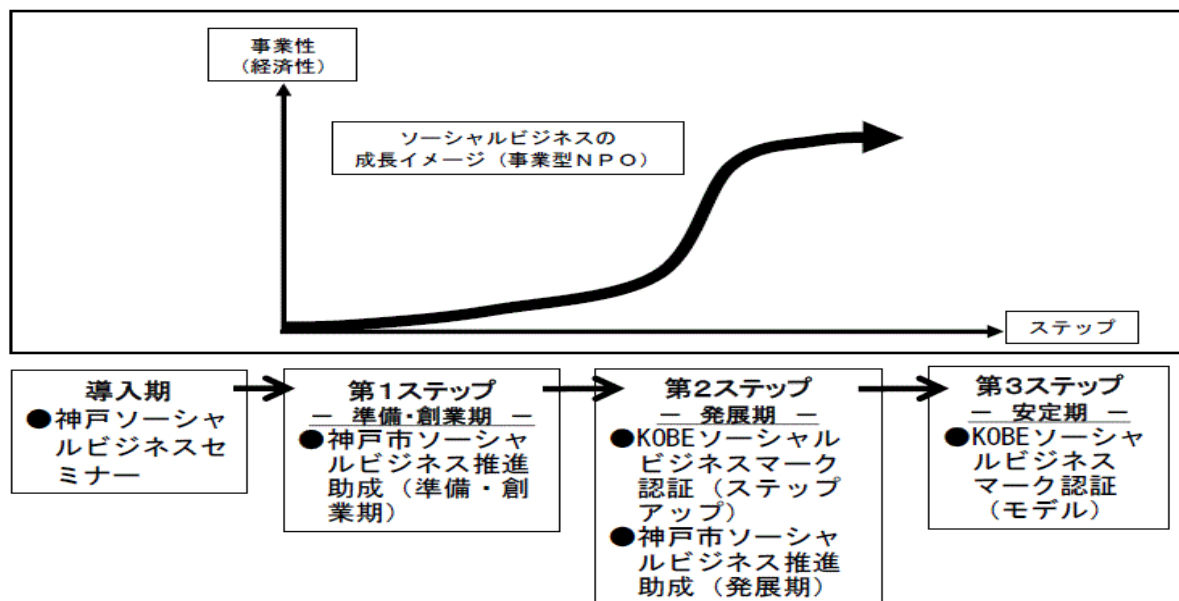 事業性
（経済性）
ソーシャルビジネスの
成長イメージ（事業型ＮＰＯ）
ステップ
導入期
●神戸ソーシャ
ルビジネスセ
ミナー
第1ステップ
― 準備・創業期 ―
●神戸市ソーシャ
ルビジネス推進
助成（準備・創
業期）
第2ステップ
― 発展期 ―
●KOBEソーシャル
ビジネスマーク
認証（ステップ
アップ）
●神戸市ソーシャ
ルビジネス推進
助成（発展期）
第3ステップ
― 安定期 ―
●KOBEソーシャ
ルビジネス
マーク認証
（モデル）